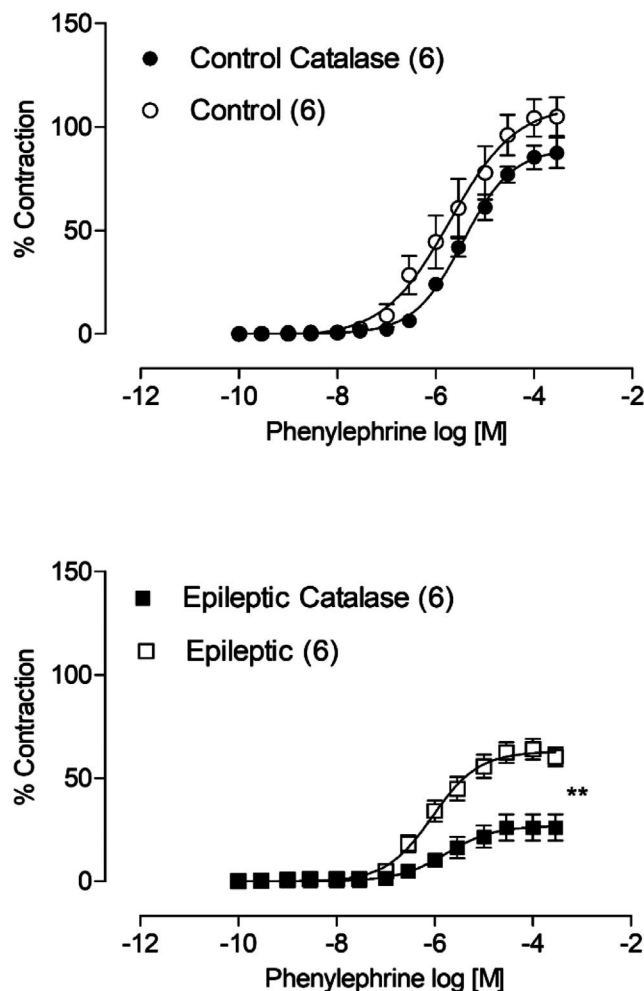 150
Control Catalase (6)
Control (6)
100
50
0
% Contraction
-12 -10 -8 -6 -4 -2
Phenylephrine log [M]
150
Epileptic Catalase (6)
Epileptic (6)
100
50
**
0
% Contraction
-12 -10 -8 -6 -4 -2
Phenylephrine log [M]